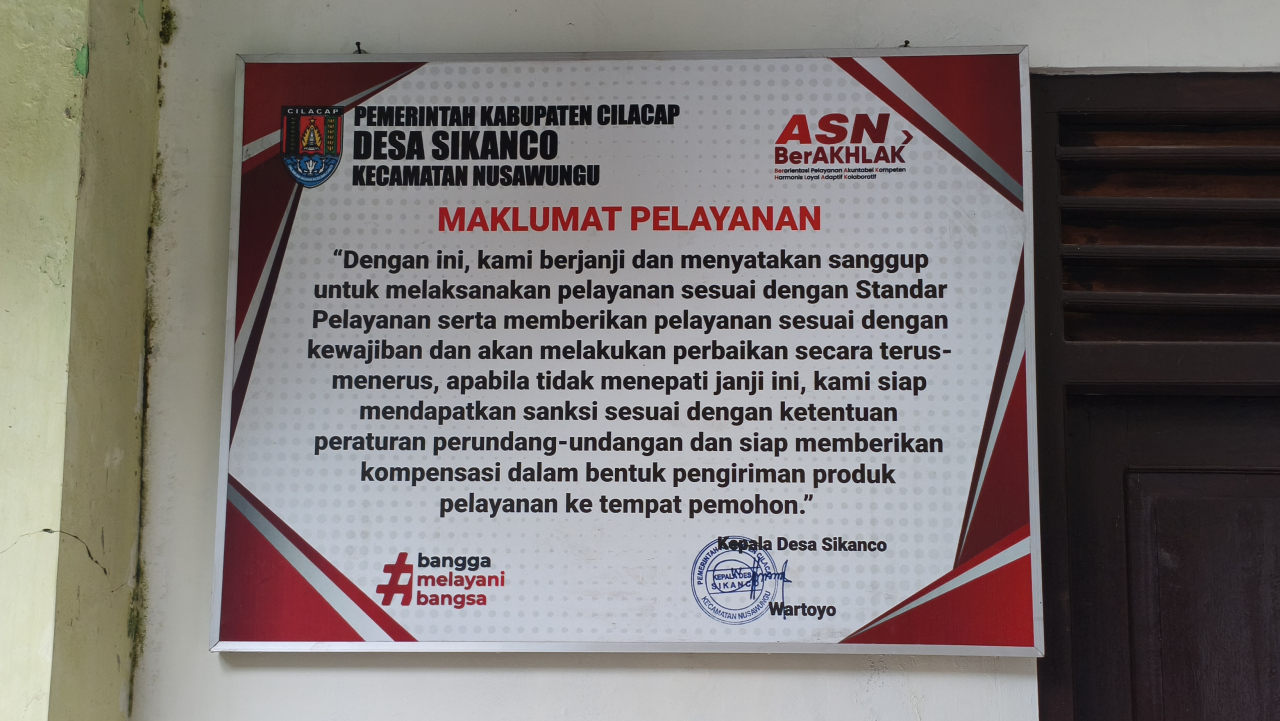 CILACAP
PEMERINTAH KABUPATEN CILACAP
DESA SIKANCO
KECAMATAN NUSAWUNGU
ASN
BerAKHLAK
Berorientasi Pelayanan Akuntabel Kompeten
Harmonis Loyal Adaptif Kolaboratif
MAKLUMAT PELAYANAN
“Dengan ini, kami berjanji dan menyatakan sanggup
untuk melaksanakan pelayanan sesuai dengan Standar
Pelayanan serta memberikan pelayanan sesuai dengan
kewajiban dan akan melakukan perbaikan secara terus-
menerus, apabila tidak menepati janji ini, kami siap
mendapatkan sanksi sesuai dengan ketentuan
peraturan perundang-undangan dan siap memberikan
kompensasi dalam bentuk pengiriman produk
pelayanan ke tempat pemohon.”
#bangga
melayani
bangsa
Kepala Desa Sikanco
KEPALA DESA
SIKANCO
KECAMATAN NUSAWUNGU
Wartoyo